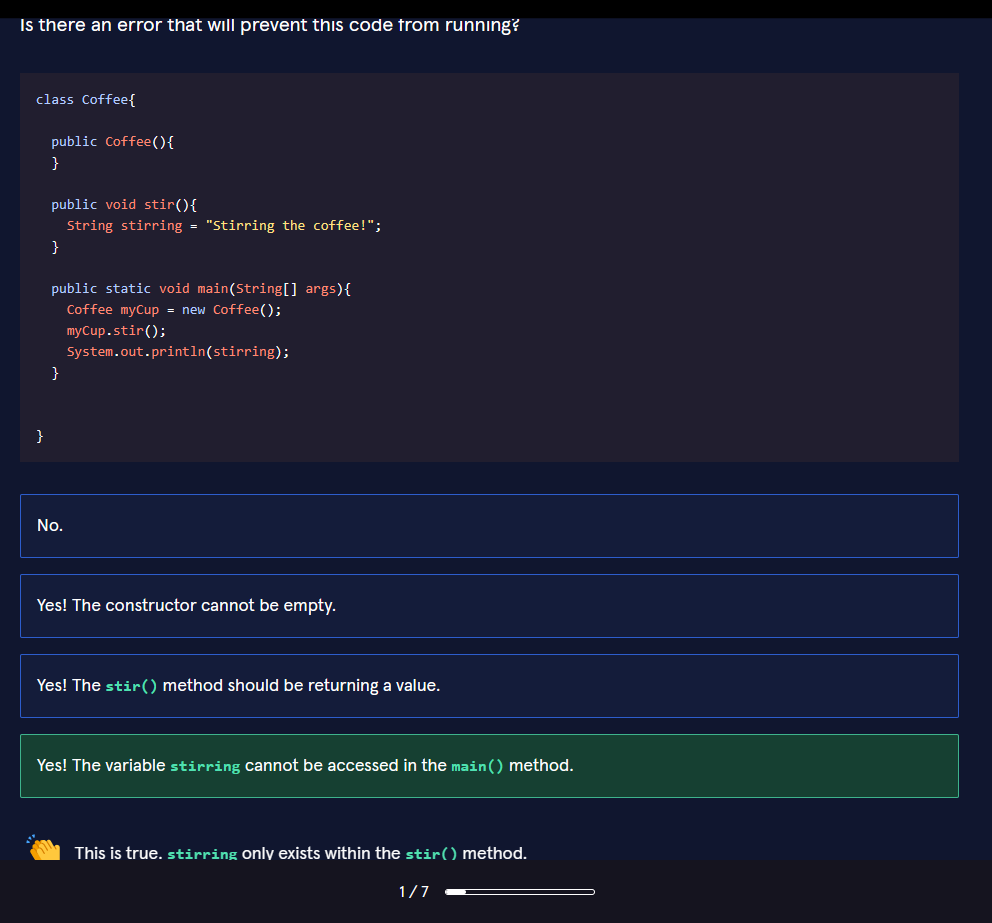 Is there an error that will prevent this code from running?
class Coffee{
public Coffee(){
}
public void stir(){
String stirring = "Stirring the coffee!";
}
public static void main(String[] args){
Coffee myCup = new Coffee();
myCup.stir();
System.out.println(stirring);
}
}
No.
Yes! The constructor cannot be empty.
Yes! The stir() method should be returning a value.
Yes! The variable stirring cannot be accessed in the main() method.
👏 This is true. stirring only exists within the stir() method.
1 / 7